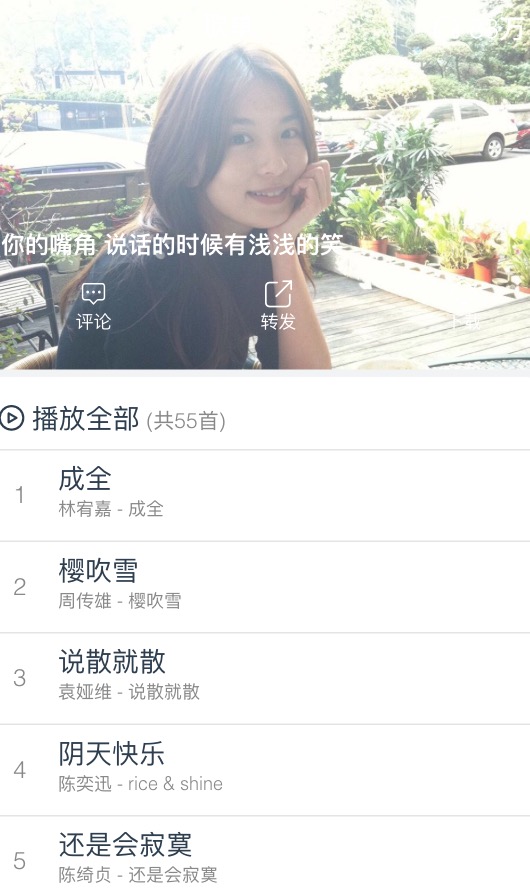 你的嘴角 说话的时候有浅浅的笑
评论
转发
下载
播放全部 (共55首)
1
成全
林宥嘉 - 成全
2
樱吹雪
周传雄 - 樱吹雪
3
说散就散
袁娅维 - 说散就散
4
阴天快乐
陈奕迅 - rice & shine
5
还是会寂寞
陈绮贞 - 还是会寂寞